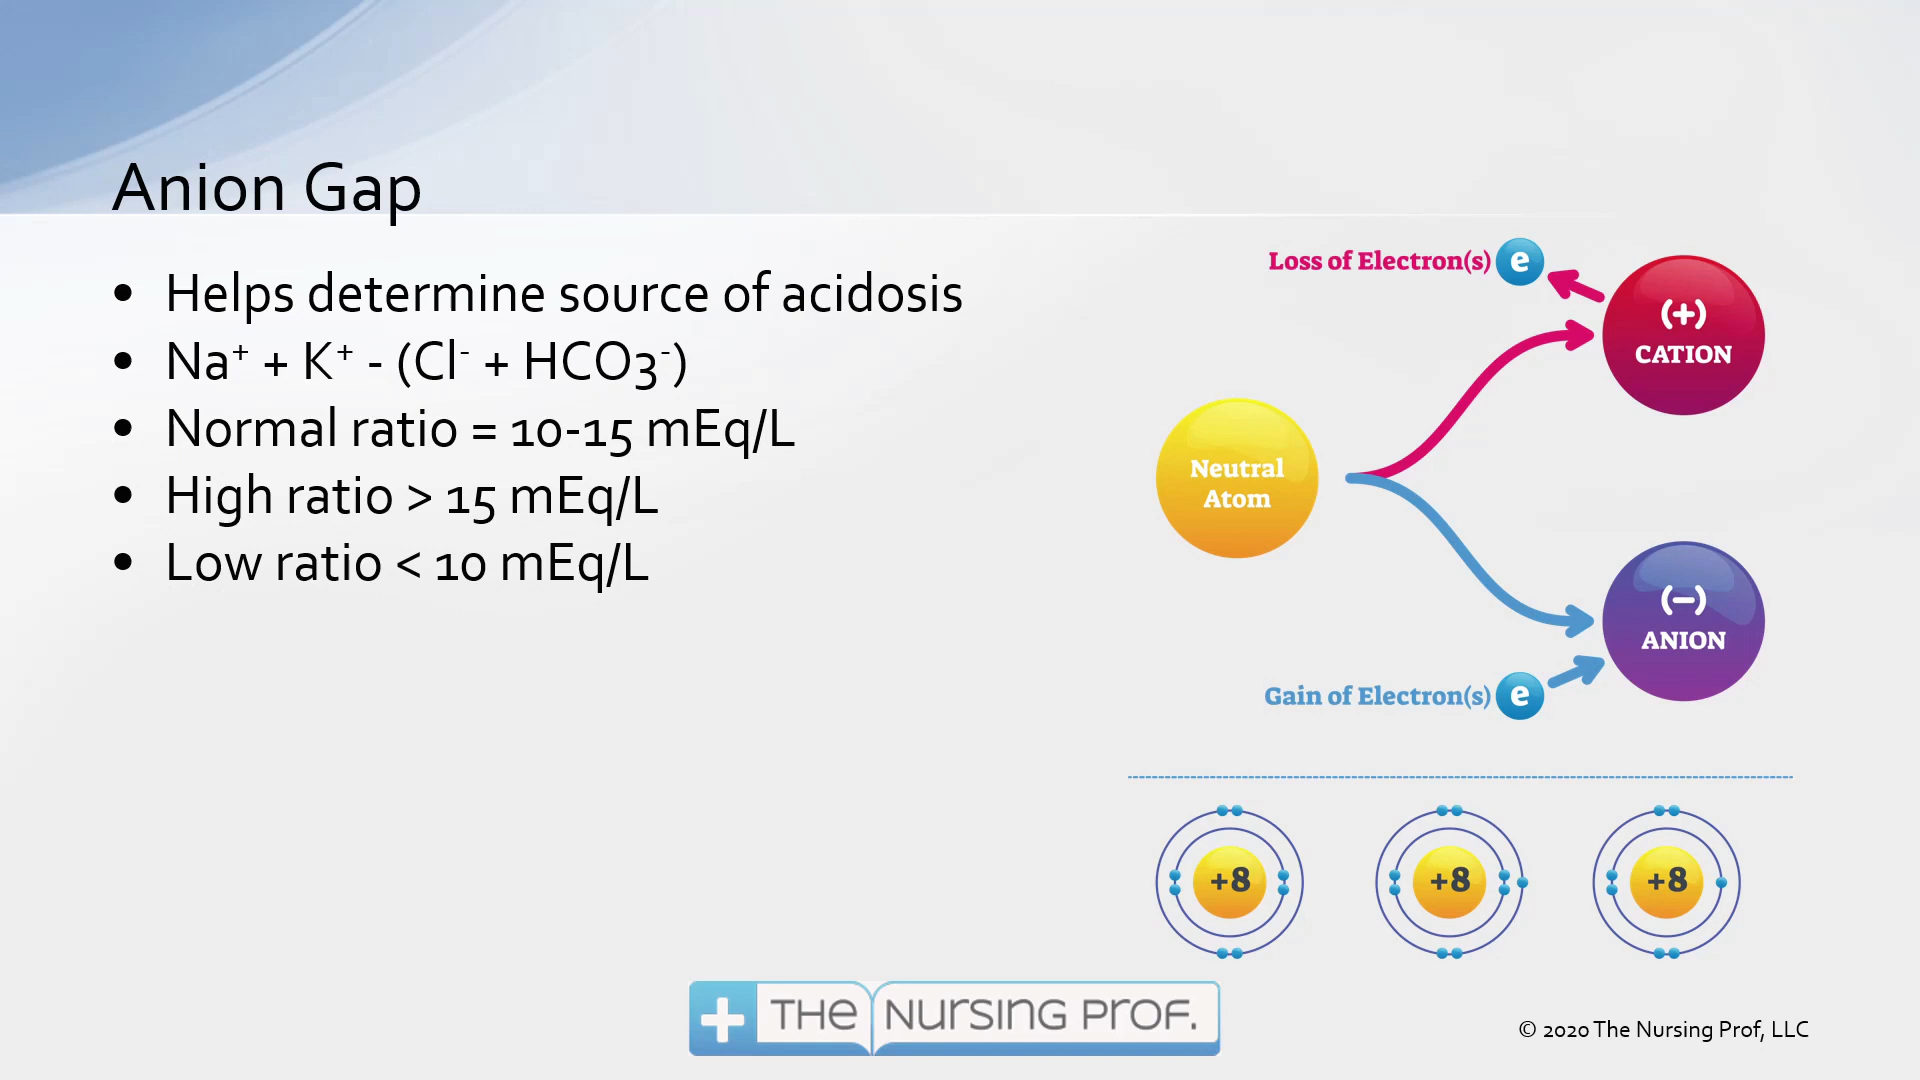 Anion Gap
• Helps determine source of acidosis
• Na⁺ + K⁺ - (Cl⁻ + HCO3⁻)
• Normal ratio = 10-15 mEq/L
• High ratio > 15 mEq/L
• Low ratio < 10 mEq/L
Loss of Electron(s) e
(+)
CATION
Neutral
Atom
(−)
ANION
Gain of Electron(s) e
+8 +8 +8
+ THE NURSING PROF.
© 2020 The Nursing Prof, LLC